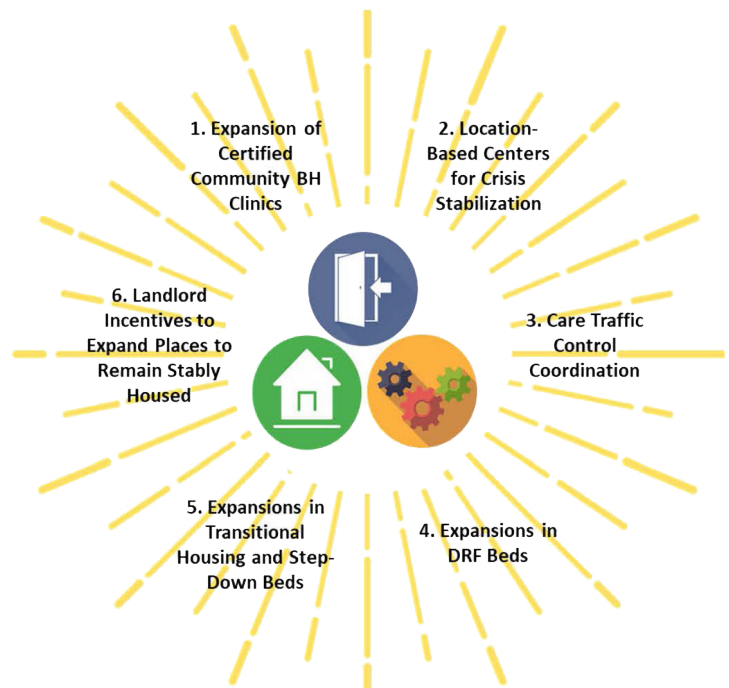 1. Expansion of
Certified
Community BH
Clinics
2. Location-
Based Centers
for Crisis
Stabilization
3. Care Traffic
Control
Coordination
4. Expansions in
DRF Beds
5. Expansions in
Transitional
Housing and Step-
Down Beds
6. Landlord
Incentives to
Expand Places to
Remain Stably
Housed